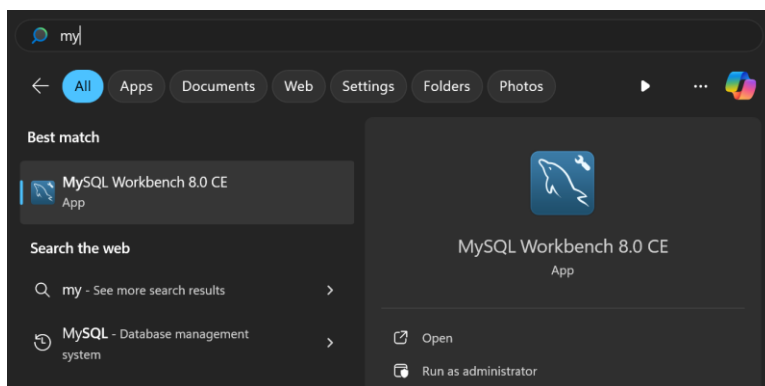 my
All Apps Documents Web Settings Folders Photos
Best match
MySQL Workbench 8.0 CE
App
Search the web
my - See more search results
MySQL - Database management
system
MySQL Workbench 8.0 CE
App
Open
Run as administrator